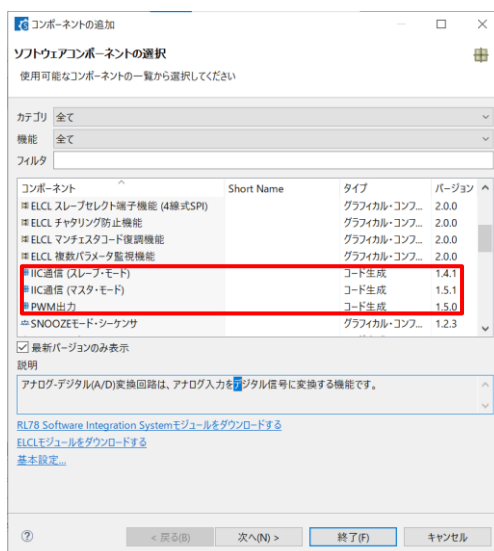 コンポーネントの追加
ソフトウェアコンポーネントの選択
使用可能なコンポーネントの一覧から選択してください
カテゴリ 全て
機能 全て
フィルタ
コンポーネント Short Name タイプ バージョン
ELCL スレーブセレクト端子機能 (4線式SPI) グラフィカル・コンフ... 2.0.0
ELCL チャタリング防止機能 グラフィカル・コンフ... 2.0.0
ELCL マンチェスタコード復調機能 グラフィカル・コンフ... 2.0.0
ELCL 複数パラメータ監視機能 グラフィカル・コンフ... 2.0.0
IIC通信 (スレーブ・モード) コード生成 1.4.1
IIC通信 (マスタ・モード) コード生成 1.5.1
PWM出力 コード生成 1.5.0
SNOOZEモード・シーケンサ グラフィカル・コンフ... 1.2.3
最新バージョンのみ表示
説明
アナログ-デジタル(A/D)変換回路は、アナログ入力をデジタル信号に変換する機能です。
RL78 Software Integration Systemモジュールをダウンロードする
ELCLモジュールをダウンロードする
基本設定...
? < 戻る(B) 次へ(N) > 終了(F) キャンセル